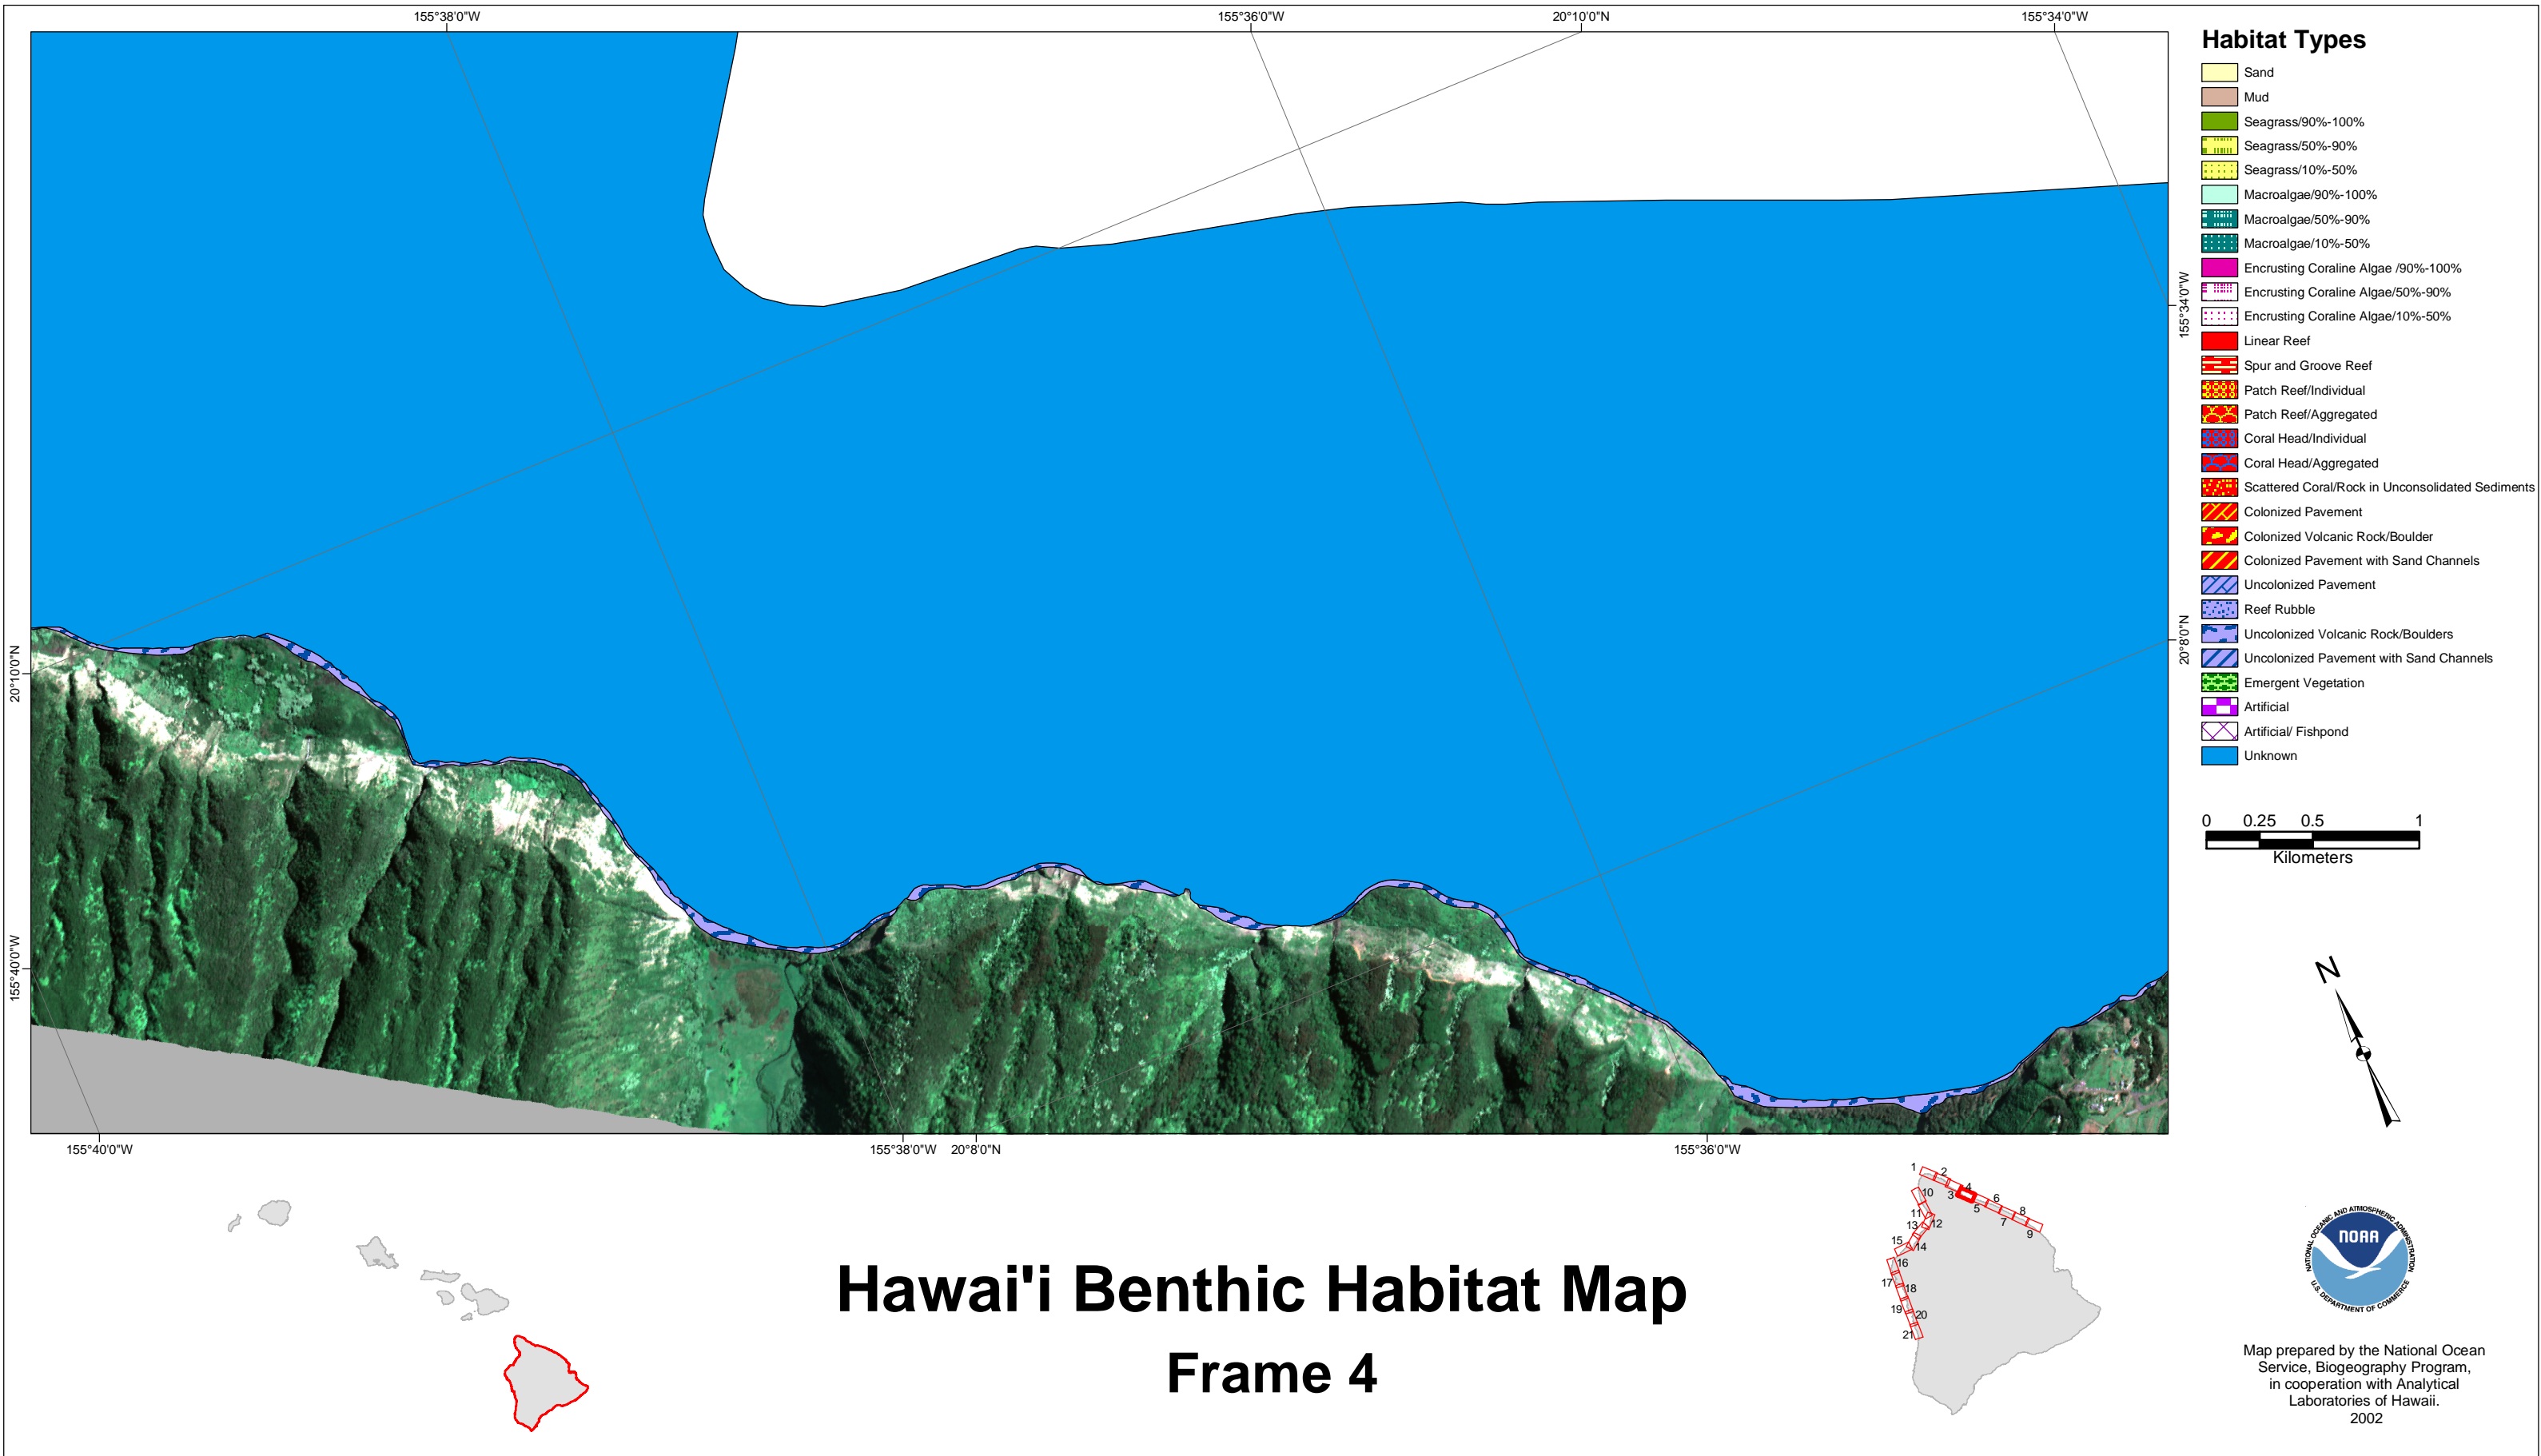 155°38'0"W
155°36'0"W
20°10'0"N
155°34'0"W
155°34'0"W
20°8'0"N
20°10'0"N
155°40'0"W
155°40'0"W
155°38'0"W
20°8'0"N
155°36'0"W
Habitat Types
Sand
Mud
Seagrass/90%-100%
Seagrass/50%-90%
Seagrass/10%-50%
Macroalgae/90%-100%
Macroalgae/50%-90%
Macroalgae/10%-50%
Encrusting Coraline Algae /90%-100%
Encrusting Coraline Algae/50%-90%
Encrusting Coraline Algae/10%-50%
Linear Reef
Spur and Groove Reef
Patch Reef/Individual
Patch Reef/Aggregated
Coral Head/Individual
Coral Head/Aggregated
Scattered Coral/Rock in Unconsolidated Sediments
Colonized Pavement
Colonized Volcanic Rock/Boulder
Colonized Pavement with Sand Channels
Uncolonized Pavement
Reef Rubble
Uncolonized Volcanic Rock/Boulders
Uncolonized Pavement with Sand Channels
Emergent Vegetation
Artificial
Artificial/ Fishpond
Unknown
0 0.25 0.5 1
Kilometers
N
Hawai'i Benthic Habitat Map
Frame 4
1
2
3
4
5
6
7
8
9
10
11
12
13
14
15
16
17
18
19
20
21
NATIONAL OCEANIC AND ATMOSPHERIC ADMINISTRATION
NOAA
U.S. DEPARTMENT OF COMMERCE
Map prepared by the National Ocean
Service, Biogeography Program,
in cooperation with Analytical
Laboratories of Hawaii.
2002